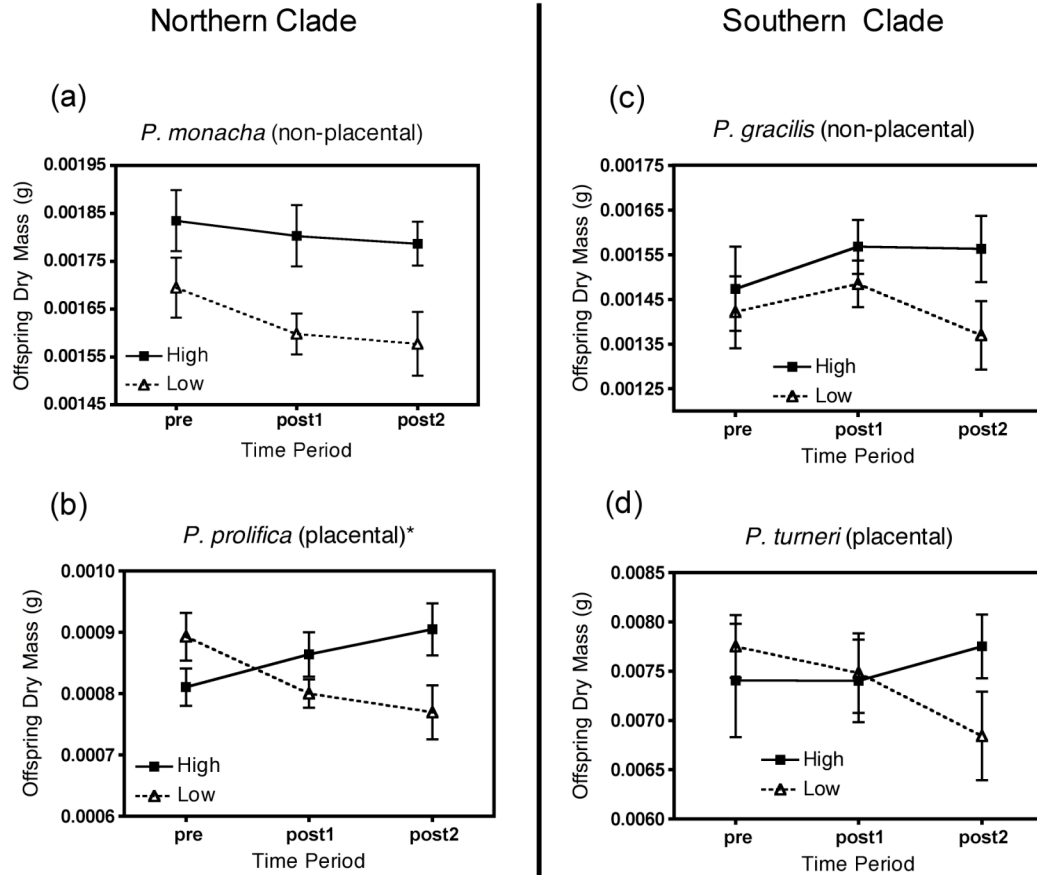 Northern Clade
(a)
P. monacha (non-placental)
Offspring Dry Mass (g)
0.00195
0.00185
0.00175
0.00165
0.00155
0.00145
High
Low
pre post1 post2
Time Period
(b)
P. prolifica (placental)*
Offspring Dry Mass (g)
0.0010
0.0009
0.0008
0.0007
0.0006
High
Low
pre post1 post2
Time Period
Southern Clade
(c)
P. gracilis (non-placental)
Offspring Dry Mass (g)
0.00175
0.00165
0.00155
0.00145
0.00135
0.00125
High
Low
pre post1 post2
Time Period
(d)
P. turneri (placental)
Offspring Dry Mass (g)
0.0085
0.0080
0.0075
0.0070
0.0065
0.0060
High
Low
pre post1 post2
Time Period